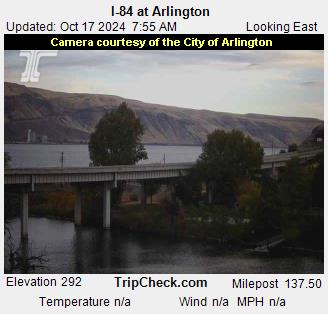 I-84 at Arlington
Updated: Oct 17 2024 7:55 AM Looking East
Camera courtesy of the City of Arlington
Elevation 292 TripCheck.com Milepost 137.50
Temperature n/a Wind n/a MPH n/a